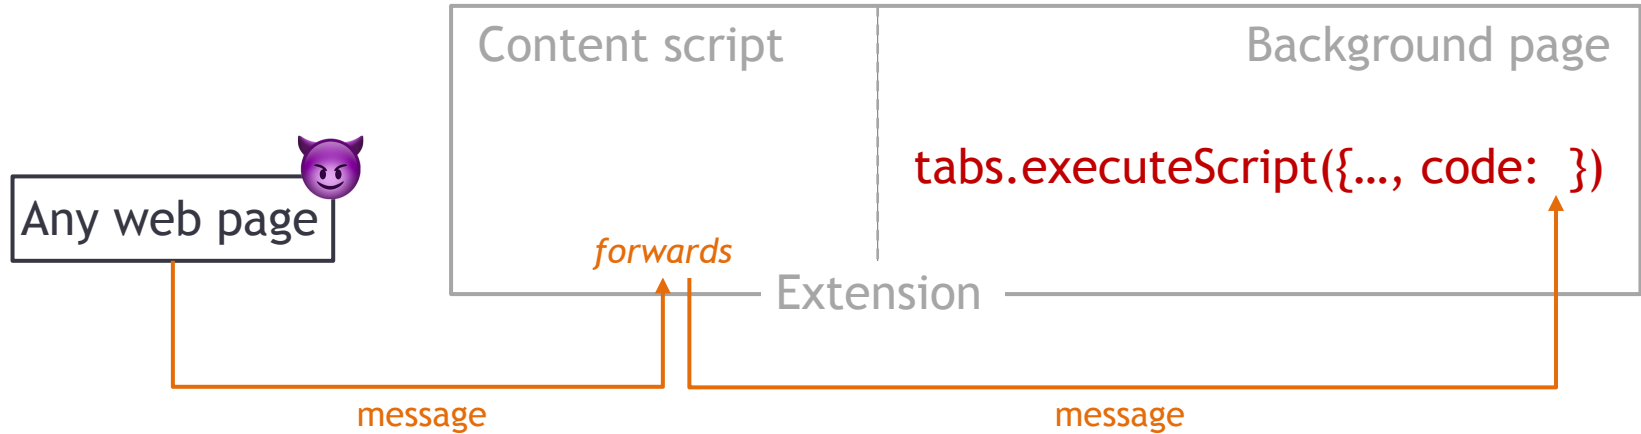 Content script
Background page
tabs.executeScript({…, code: })
Any web page
forwards
Extension
message
message